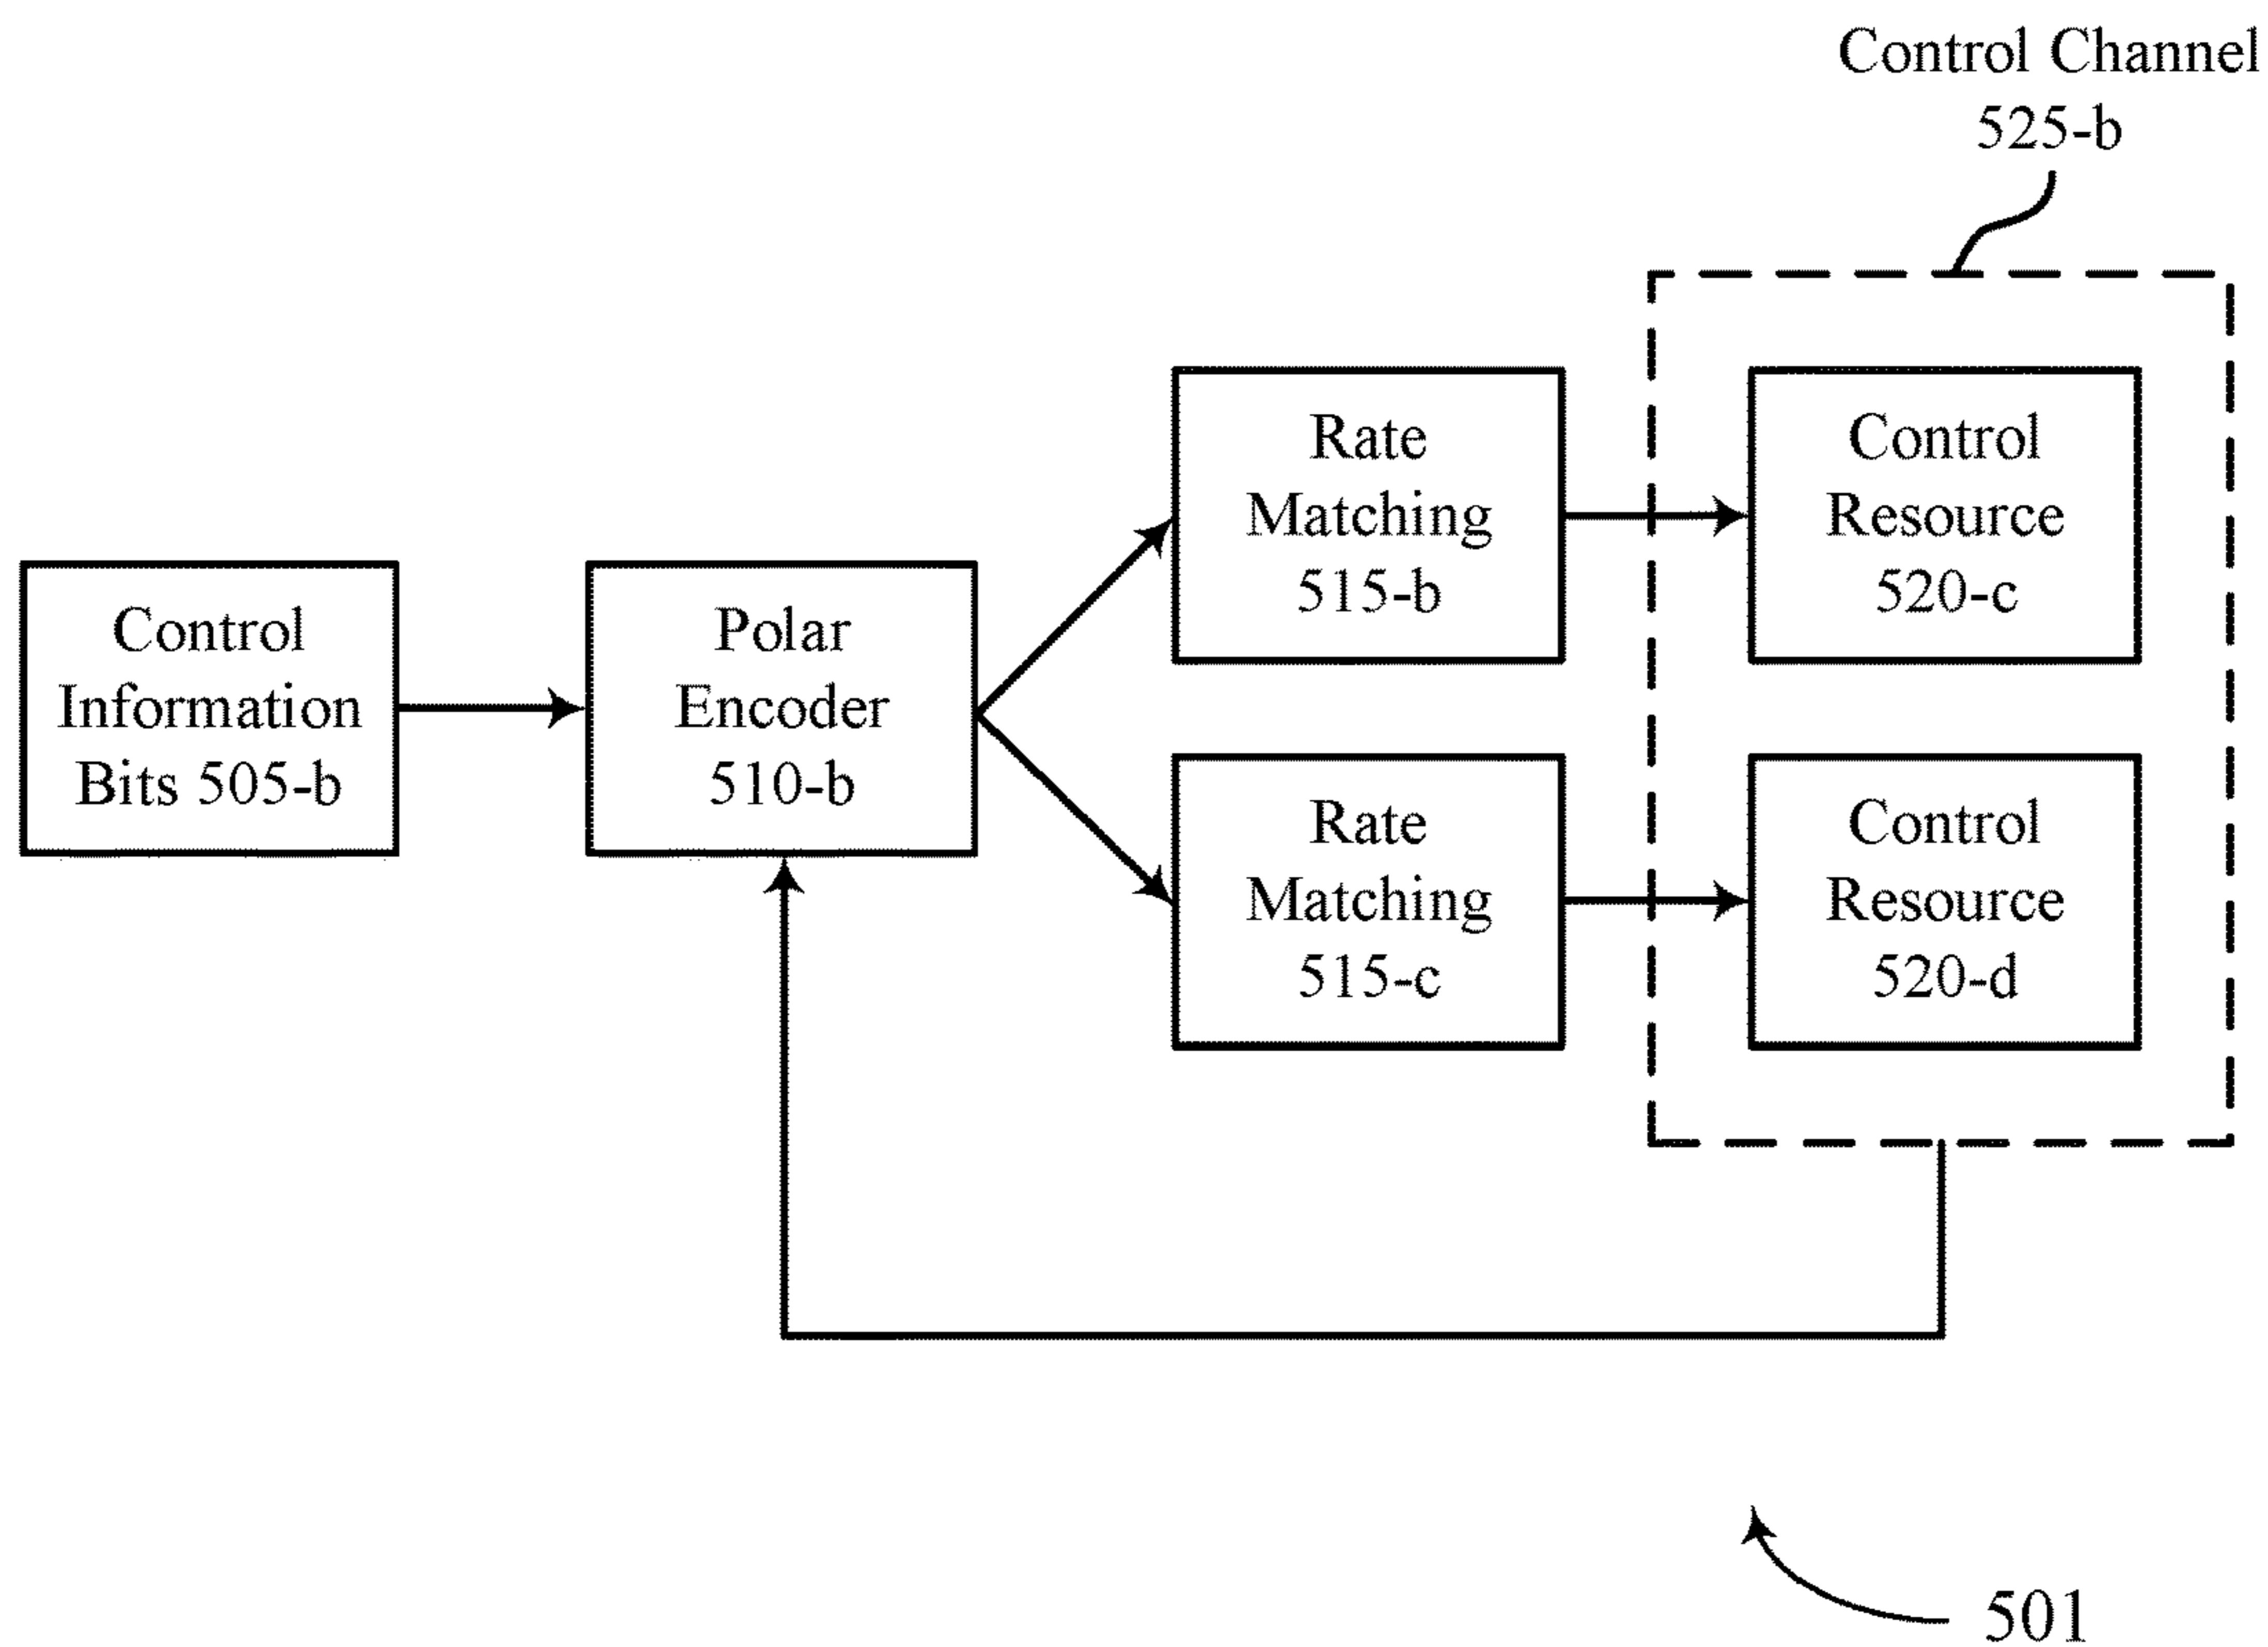 Control Channel
525-b
Rate
Matching
515-b
Control
Resource
520-c
Control
Information
Bits 505-b
Polar
Encoder
510-b
Rate
Matching
515-c
Control
Resource
520-d
501